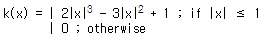 k(x) = | 2|x|³ - 3|x|² + 1 ; if |x| ≤ 1
| 0 ; otherwise